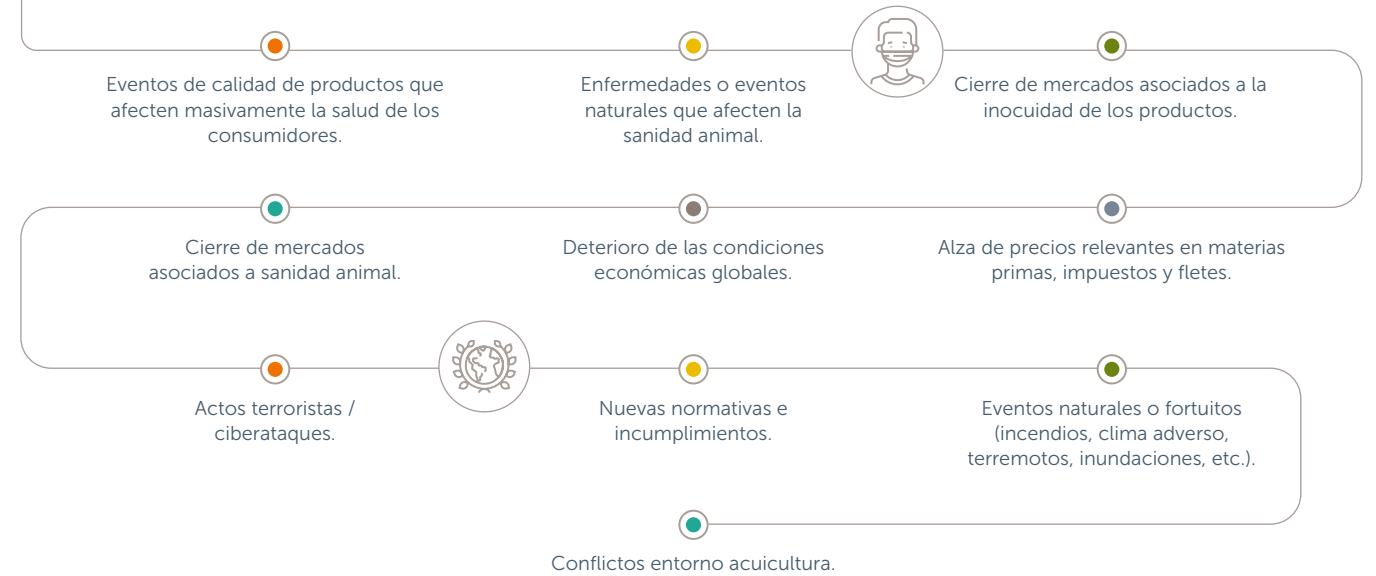 Eventos de calidad de productos que
afecten masivamente la salud de los
consumidores.
Enfermedades o eventos
naturales que afecten la
sanidad animal.
Cierre de mercados asociados a la
inocuidad de los productos.
Cierre de mercados
asociados a sanidad animal.
Deterioro de las condiciones
económicas globales.
Alza de precios relevantes en materias
primas, impuestos y fletes.
Actos terroristas /
ciberataques.
Nuevas normativas e
incumplimientos.
Eventos naturales o fortuitos
(incendios, clima adverso,
terremotos, inundaciones, etc.).
Conflictos entorno acuicultura.